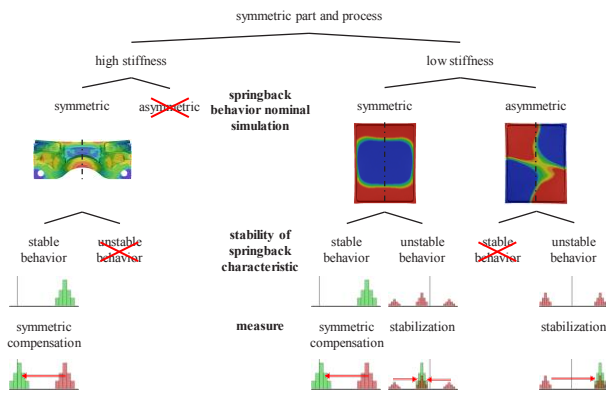 symmetric part and process
high stiffness
low stiffness
symmetric
asymmetric
springback
behavior nominal
simulation
symmetric
asymmetric
stable
behavior
unstable
behavior
stability of
springback
characteristic
stable
behavior
unstable
behavior
stable
behavior
unstable
behavior
symmetric
compensation
measure
symmetric
compensation
stabilization
stabilization